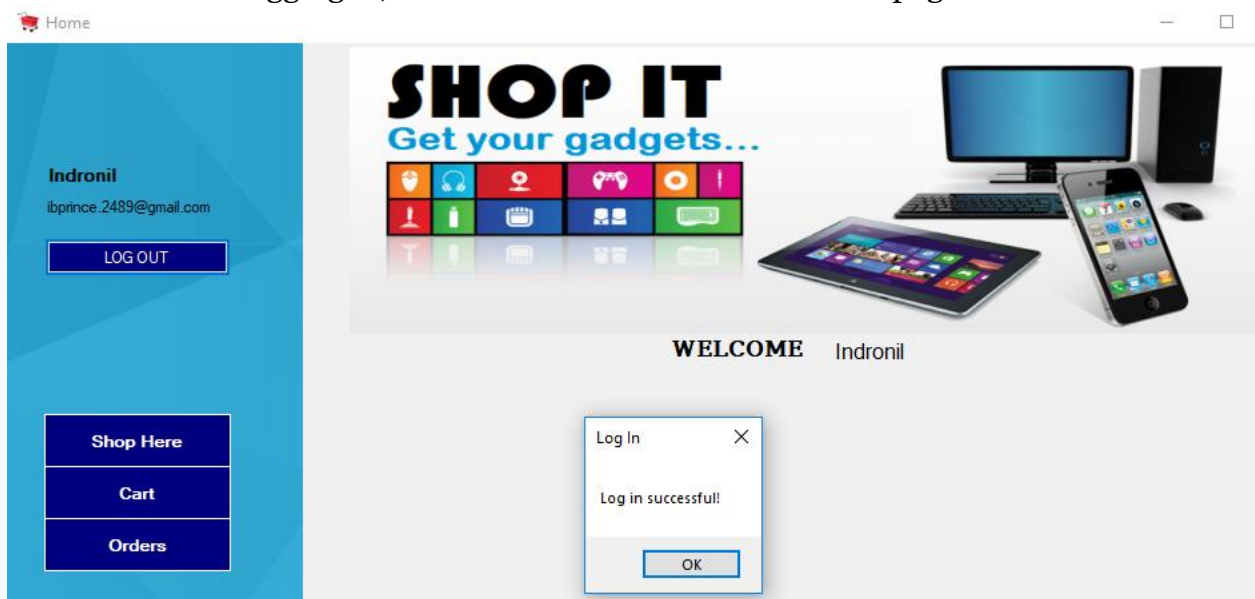 Home
Indronil
ibprince.2489@gmail.com
LOG OUT
Shop Here
Cart
Orders
SHOP IT
Get your gadgets...
WELCOME Indronil
Log In
Log in successful!
OK